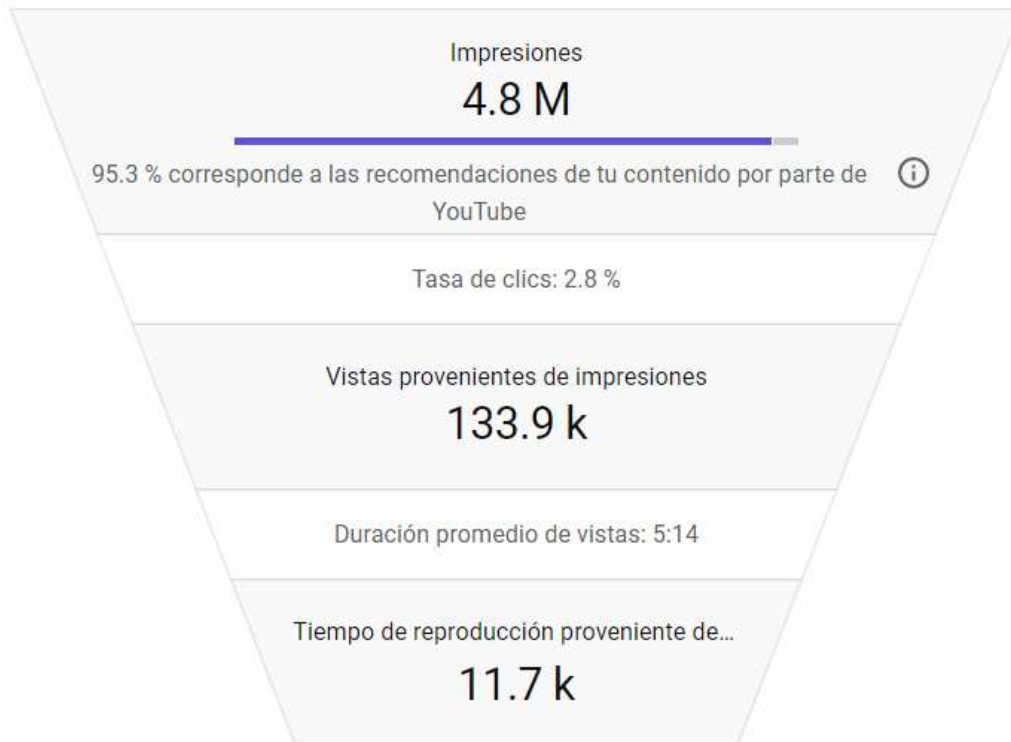 Impresiones
4.8 M
95.3 % corresponde a las recomendaciones de tu contenido por parte de
YouTube
Tasa de clics: 2.8 %
Vistas provenientes de impresiones
133.9 k
Duración promedio de vistas: 5:14
Tiempo de reproducción proveniente de…
11.7 k